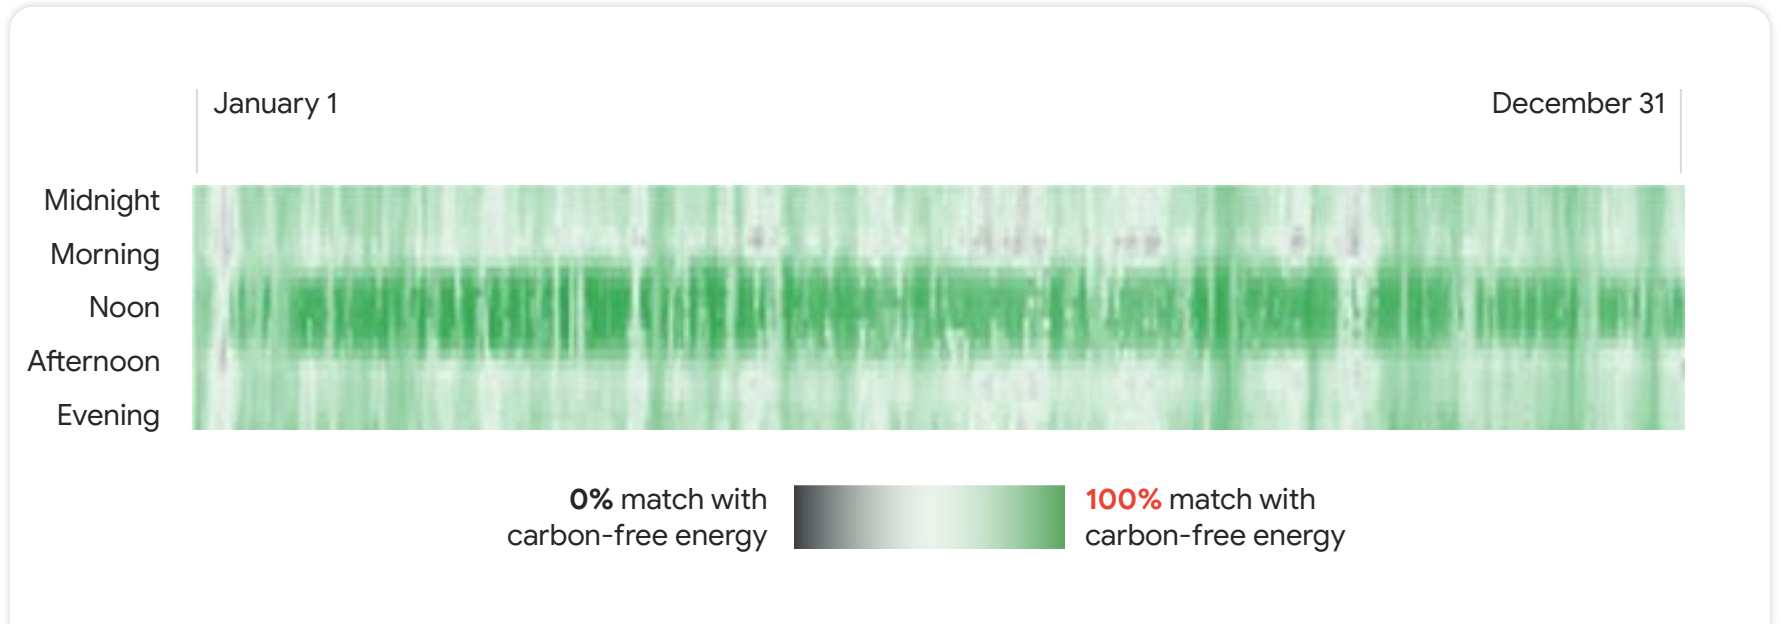 January 1
December 31
Midnight
Morning
Noon
Afternoon
Evening
0% match with
carbon-free energy
100% match with
carbon-free energy